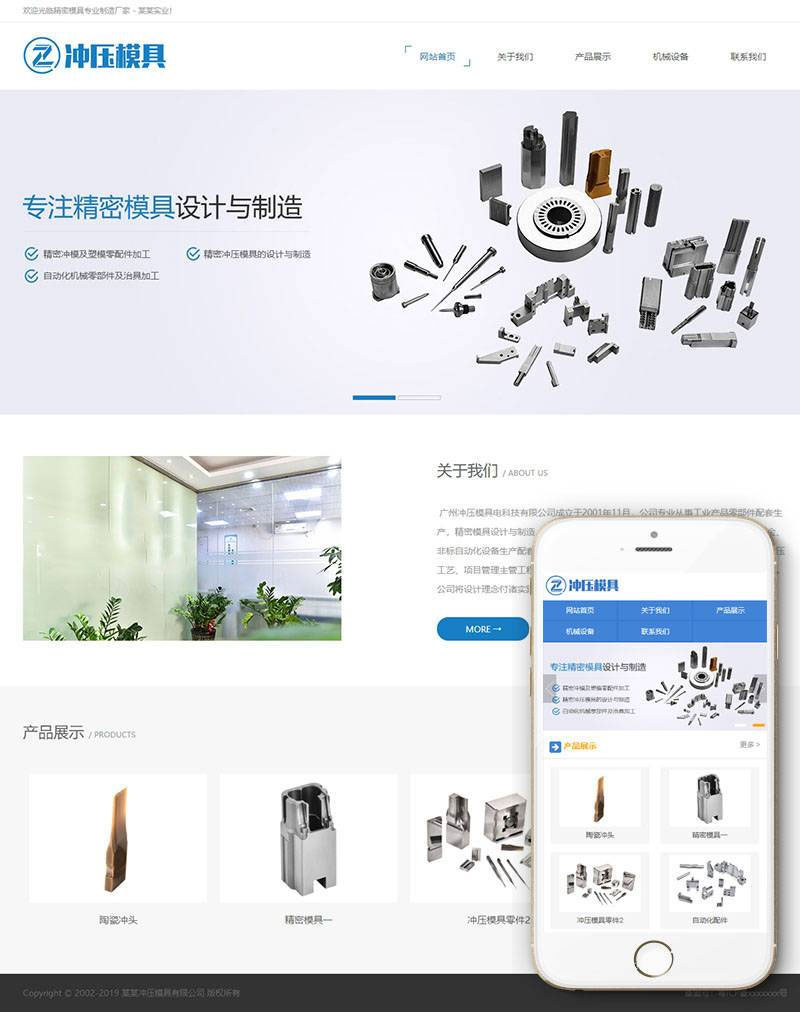 欢迎光临精密模具专业制造厂家 - 某某实业！
冲压模具
网站首页 关于我们 产品展示 机械设备 联系我们
专注精密模具设计与制造
精密冲模及塑模零配件加工 精密冲压模具的设计与制造
自动化机械零部件及治具加工
关于我们 / ABOUT US
广州冲压模具电科技有限公司成立于2001年11月，公司专业从事工业产品零部件配套生
产，精密模具设计与制造，
非标自动化设备生产配套
工艺、项目管理主管工程
公司将设计理念付诸实
MORE →
产品展示 / PRODUCTS
陶瓷冲头
精密模具一
冲压模具零件2
Copyright © 2002-2019 某某冲压模具有限公司 版权所有
冲压模具
网站首页 关于我们 产品展示
机械设备 联系我们
专注精密模具设计与制造
精密冲模及塑模零配件加工
精密冲压模具的设计与制造
自动化机械零部件及治具加工
产品展示 更多 >
陶瓷冲头 精密模具一
冲压模具零件2 自动化配件